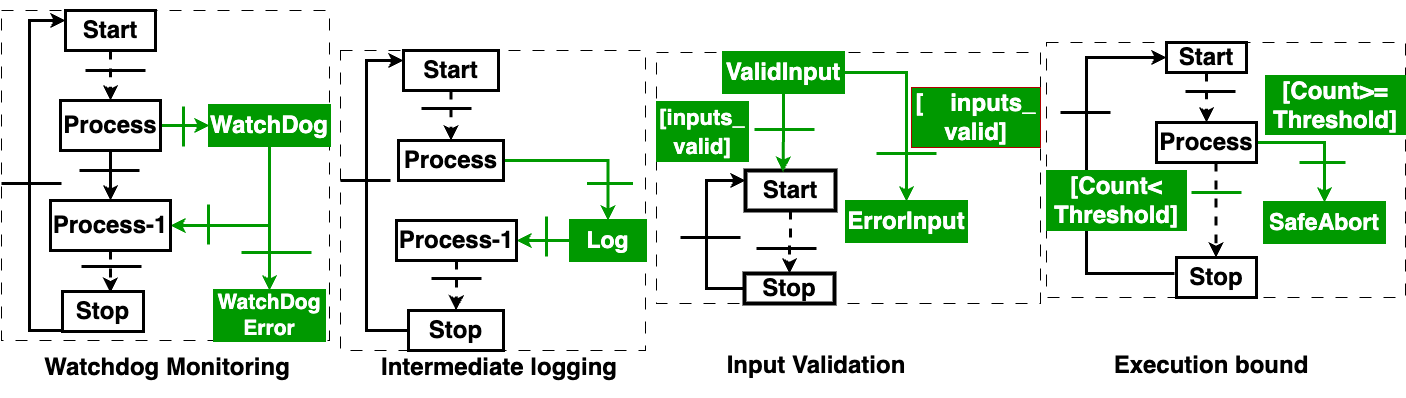 Start
Process
WatchDog
Process-1
WatchDog
Error
Stop
Watchdog Monitoring
Start
Process
Process-1
Log
Stop
Intermediate logging
ValidInput
[inputs_
valid]
[ inputs_
valid]
Start
ErrorInput
Stop
Input Validation
Start
[Count>=
Threshold]
Process
[Count<
Threshold]
SafeAbort
Stop
Execution bound